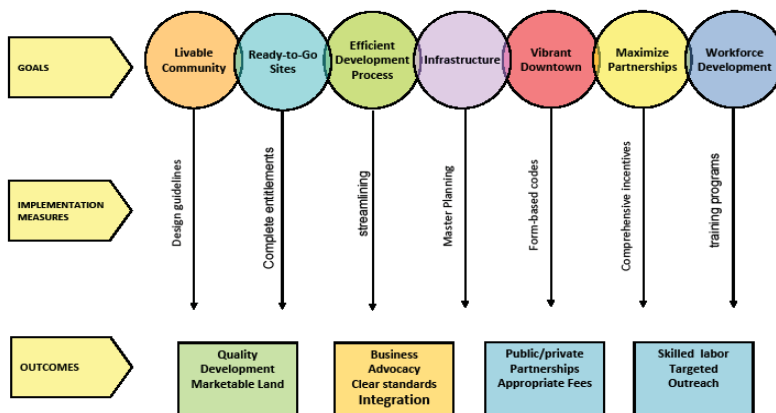 GOALS
Livable
Community
Ready-to-Go
Sites
Efficient
Development
Process
Infrastructure
Vibrant
Downtown
Maximize
Partnerships
Workforce
Development
IMPLEMENTATION
MEASURES
Design guidelines
Complete entitlements
streamlining
Master Planning
Form-based codes
Comprehensive incentives
training programs
OUTCOMES
Quality
Development
Marketable Land
Business
Advocacy
Clear standards
Integration
Public/private
Partnerships
Appropriate Fees
Skilled labor
Targeted
Outreach